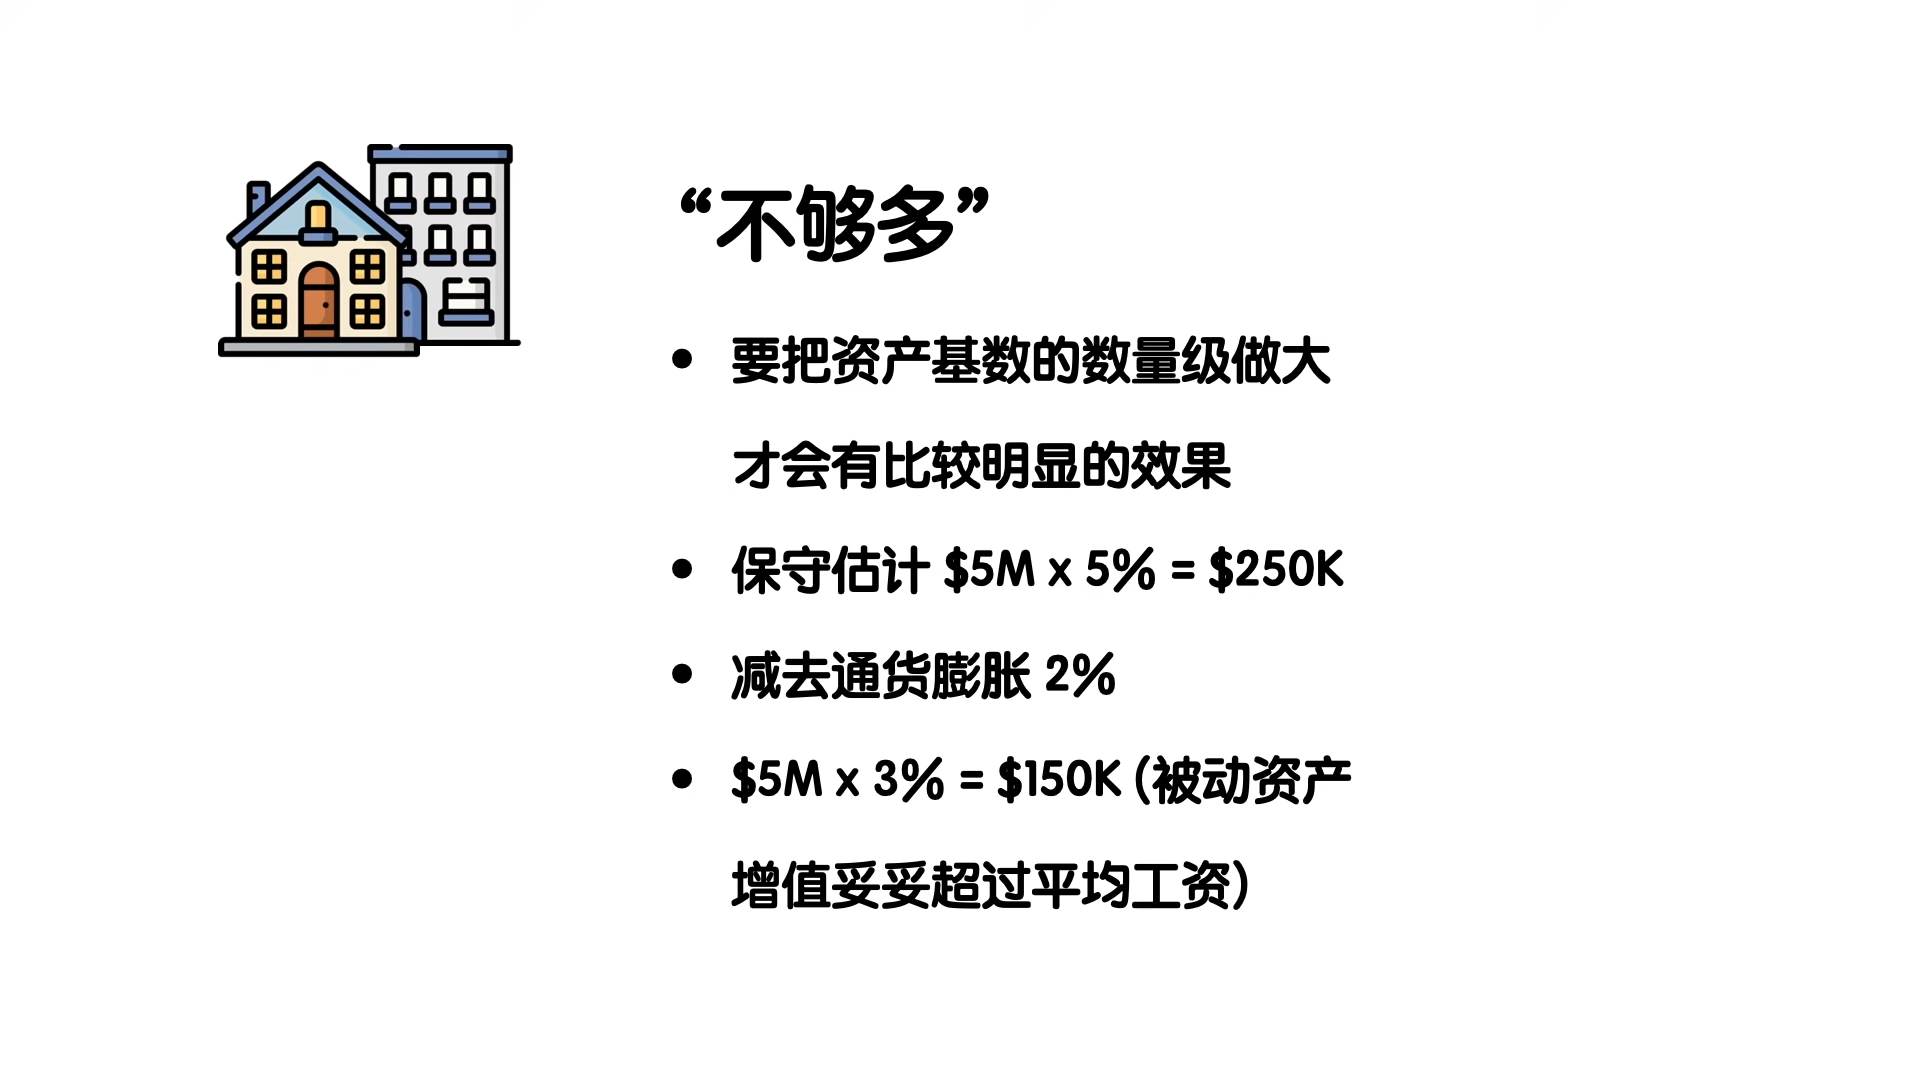 “不够多”
• 要把资产基数的数量级做大
才会有比较明显的效果
• 保守估计 $5M x 5% = $250K
• 减去通货膨胀 2%
• $5M x 3% = $150K (被动资产
增值妥妥超过平均工资)